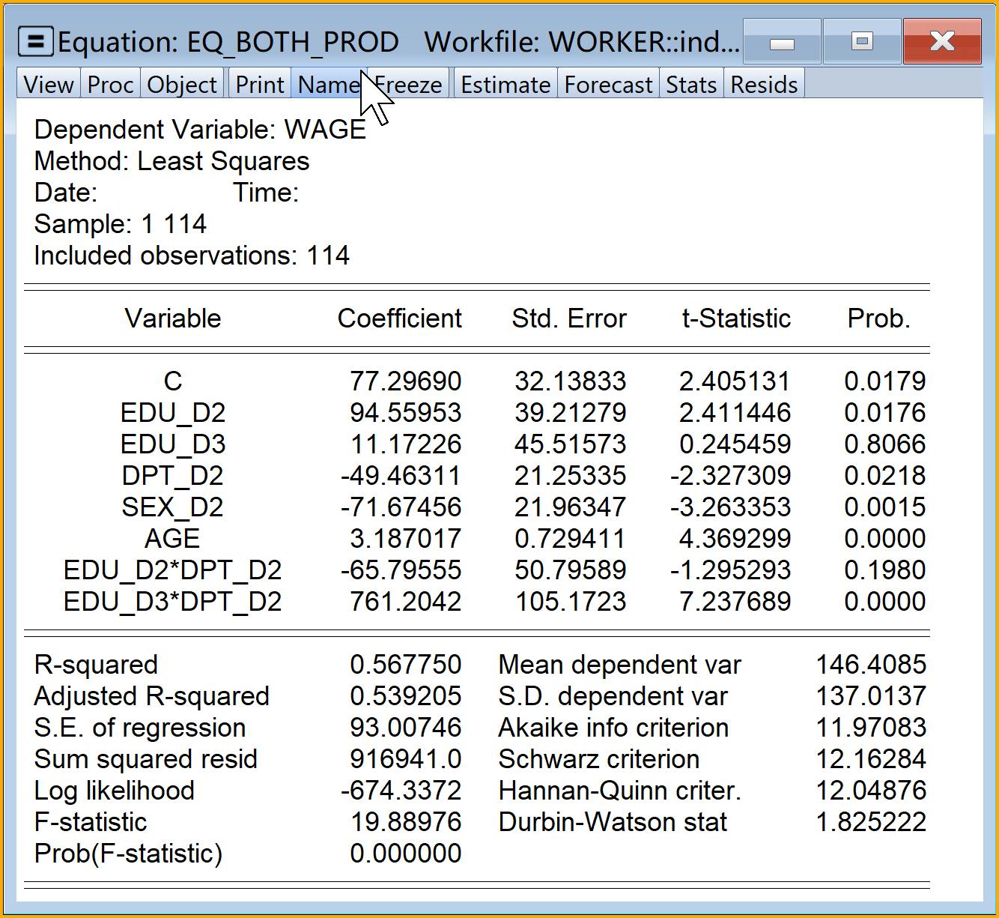 Equation: EQ_BOTH_PROD Workfile: WORKER::ind...
View Proc Object Print Name Freeze Estimate Forecast Stats Resids
Dependent Variable: WAGE
Method: Least Squares
Date: Time:
Sample: 1 114
Included observations: 114
Variable Coefficient Std. Error t-Statistic Prob.
C 77.29690 32.13833 2.405131 0.0179
EDU_D2 94.55953 39.21279 2.411446 0.0176
EDU_D3 11.17226 45.51573 0.245459 0.8066
DPT_D2 -49.46311 21.25335 -2.327309 0.0218
SEX_D2 -71.67456 21.96347 -3.263353 0.0015
AGE 3.187017 0.729411 4.369299 0.0000
EDU_D2*DPT_D2 -65.79555 50.79589 -1.295293 0.1980
EDU_D3*DPT_D2 761.2042 105.1723 7.237689 0.0000
R-squared 0.567750 Mean dependent var 146.4085
Adjusted R-squared 0.539205 S.D. dependent var 137.0137
S.E. of regression 93.00746 Akaike info criterion 11.97083
Sum squared resid 916941.0 Schwarz criterion 12.16284
Log likelihood -674.3372 Hannan-Quinn criter. 12.04876
F-statistic 19.88976 Durbin-Watson stat 1.825222
Prob(F-statistic) 0.000000